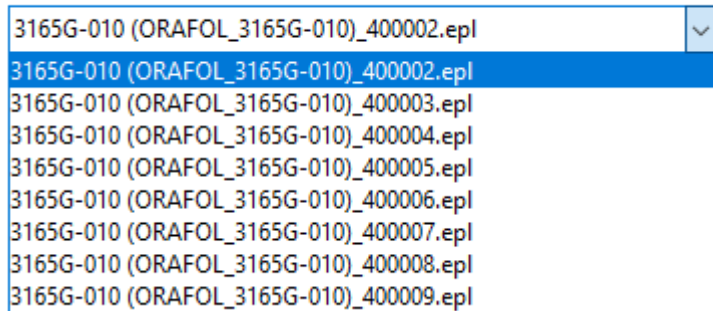 3165G-010 (ORAFOL_3165G-010)_400002.epl
3165G-010 (ORAFOL_3165G-010)_400002.epl
3165G-010 (ORAFOL_3165G-010)_400003.epl
3165G-010 (ORAFOL_3165G-010)_400004.epl
3165G-010 (ORAFOL_3165G-010)_400005.epl
3165G-010 (ORAFOL_3165G-010)_400006.epl
3165G-010 (ORAFOL_3165G-010)_400007.epl
3165G-010 (ORAFOL_3165G-010)_400008.epl
3165G-010 (ORAFOL_3165G-010)_400009.epl